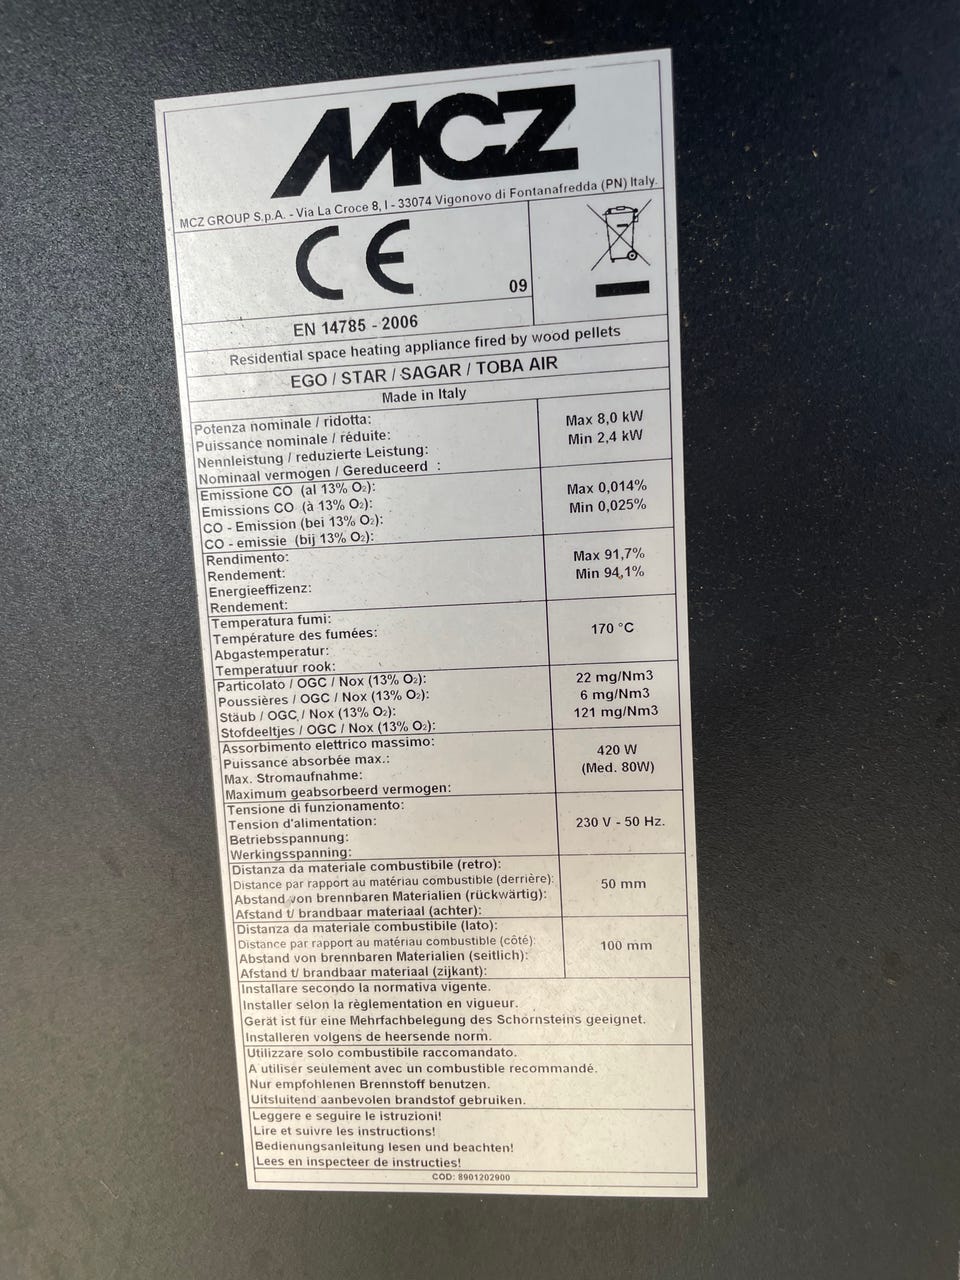 MCZ
MCZ GROUP S.p.A. - Via La Croce 8, I - 33074 Vigonovo di Fontanafredda (PN) Italy.
CE
09
EN 14785 - 2006
Residential space heating appliance fired by wood pellets
EGO / STAR / SAGAR / TOBA AIR
Made in Italy
Potenza nominale / ridotta:
Puissance nominale / réduite:
Nennleistung / reduzierte Leistung:
Nominaal vermogen / Gereduceerd :
Max 8,0 kW
Min 2,4 kW
Emissione CO (al 13% O₂):
Emissions CO (à 13% O₂):
CO - Emission (bei 13% O₂):
CO - emissie (bij 13% O₂):
Max 0,014%
Min 0,025%
Rendimento:
Rendement:
Energieeffizenz:
Rendement:
Max 91,7%
Min 94,1%
Temperatura fumi:
Température des fumées:
Abgastemperatur:
Temperatuur rook:
170 °C
Particolato / OGC / Nox (13% O₂):
Poussières / OGC / Nox (13% O₂):
Stäub / OGC / Nox (13% O₂):
Stofdeeltjes / OGC / Nox (13% O₂):
22 mg/Nm3
6 mg/Nm3
121 mg/Nm3
Assorbimento elettrico massimo:
Puissance absorbée max.:
Max. Stromaufnahme:
Maximum geabsorbeerd vermogen:
420 W
(Med. 80W)
Tensione di funzionamento:
Tension d'alimentation:
Betriebsspannung:
Werkingsspanning:
230 V - 50 Hz.
Distanza da materiale combustibile (retro):
Distance par rapport au matériau combustible (derrière):
Abstand von brennbaren Materialien (rückwärtig):
Afstand t/ brandbaar materiaal (achter):
50 mm
Distanza da materiale combustibile (lato):
Distance par rapport au matériau combustible (côté):
Abstand von brennbaren Materialien (seitlich):
Afstand t/ brandbaar materiaal (zijkant):
100 mm
Installare secondo la normativa vigente.
Installer selon la règlementation en vigueur.
Gerät ist für eine Mehrfachbelegung des Schornsteins geeignet.
Installeren volgens de heersende norm.
Utilizzare solo combustibile raccomandato.
A utiliser seulement avec un combustible recommandé.
Nur empfohlenen Brennstoff benutzen.
Uitsluitend aanbevolen brandstof gebruiken.
Leggere e seguire le istruzioni!
Lire et suivre les instructions!
Bedienungsanleitung lesen und beachten!
Lees en inspecteer de instructies!
COD: 8901202900